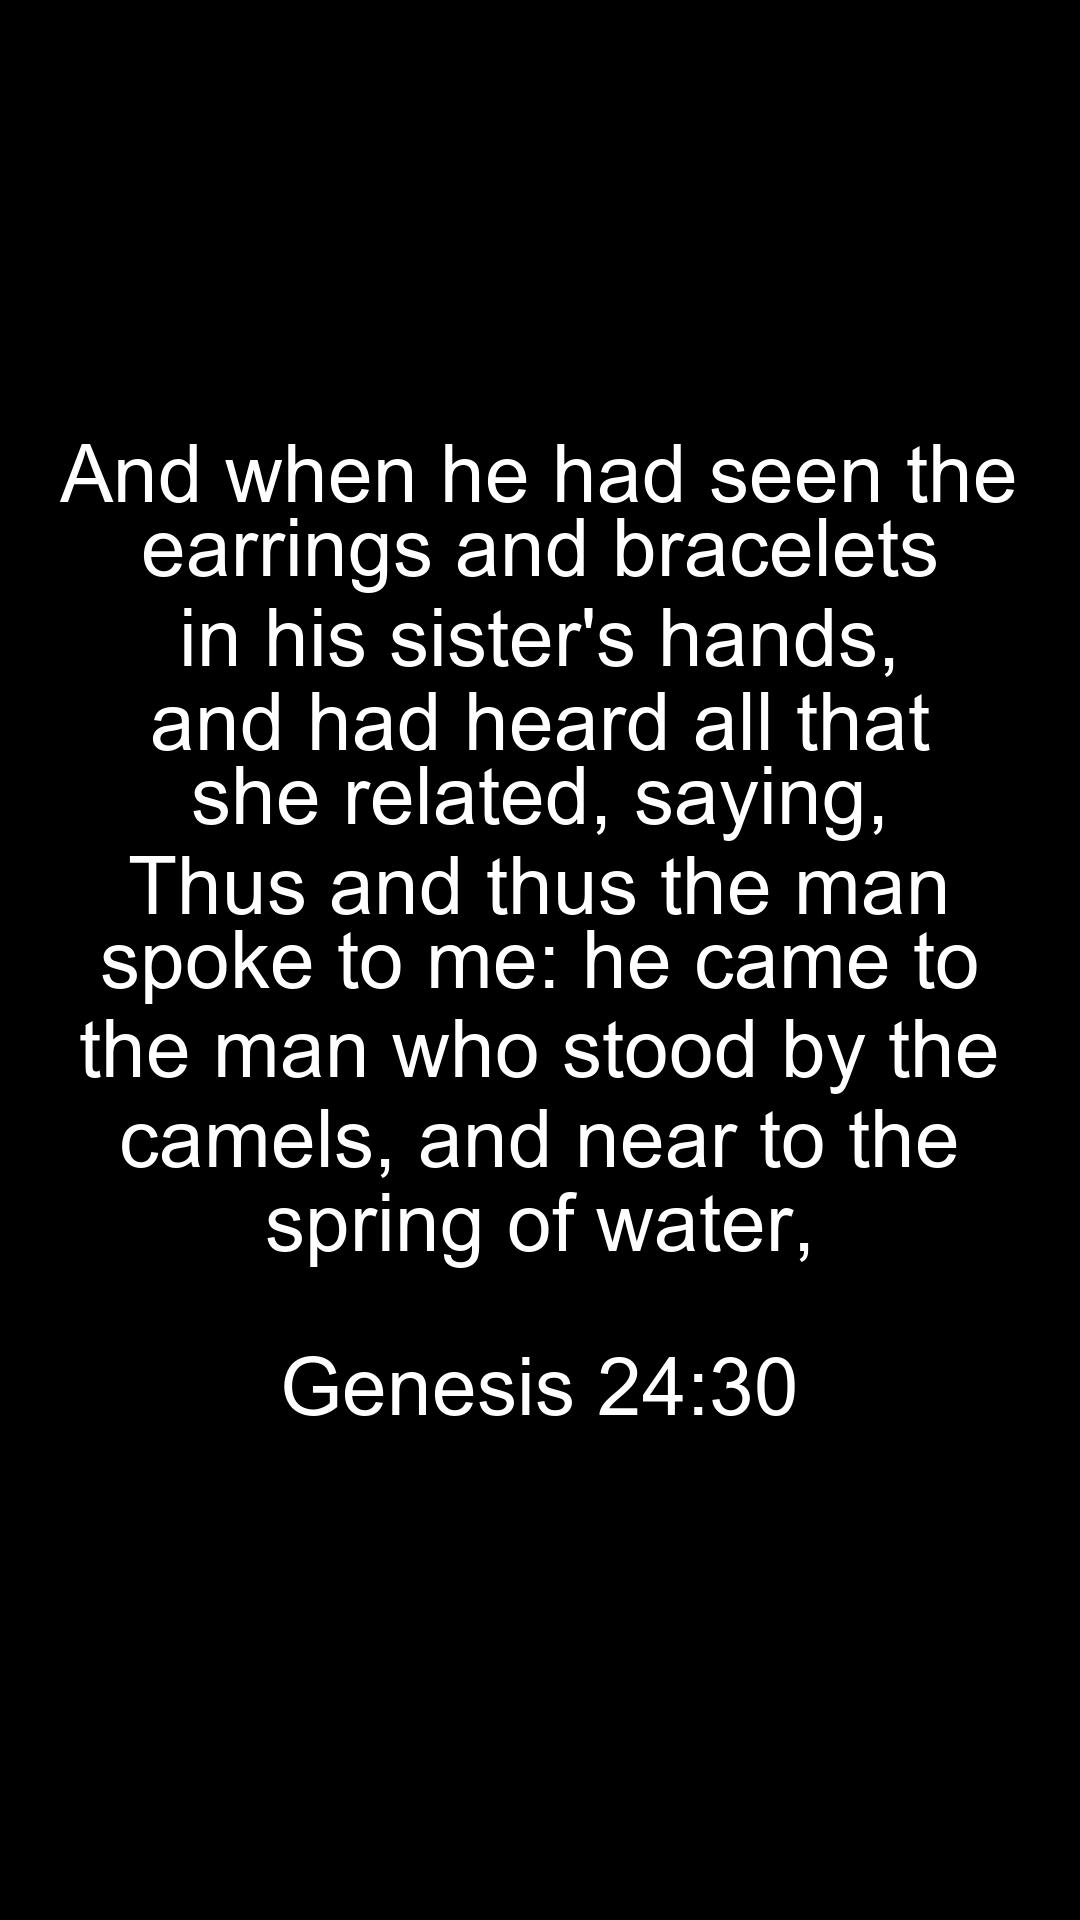 And when he had seen the
earrings and bracelets
in his sister's hands,
and had heard all that
she related, saying,
Thus and thus the man
spoke to me: he came to
the man who stood by the
camels, and near to the
spring of water,
Genesis 24:30